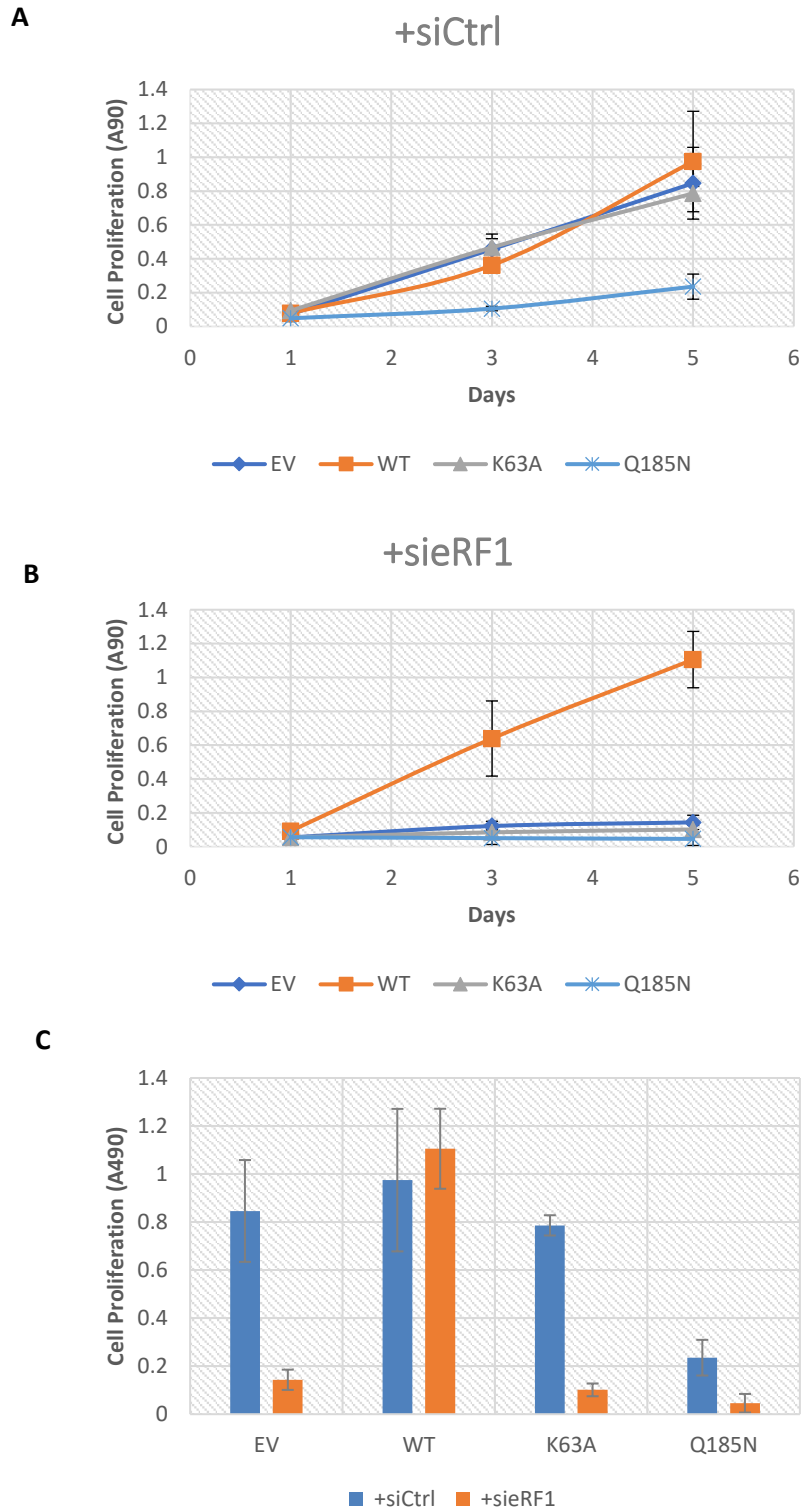 A
+siCtrl
Cell Proliferation (A90)
1.4
1.2
1
0.8
0.6
0.4
0.2
0
0 1 2 3 4 5 6
Days
EV WT K63A Q185N
B
+sieRF1
Cell Proliferation (A90)
1.4
1.2
1
0.8
0.6
0.4
0.2
0
0 1 2 3 4 5 6
Days
EV WT K63A Q185N
C
Cell Proliferation (A490)
1.4
1.2
1
0.8
0.6
0.4
0.2
0
EV WT K63A Q185N
+siCtrl +sieRF1